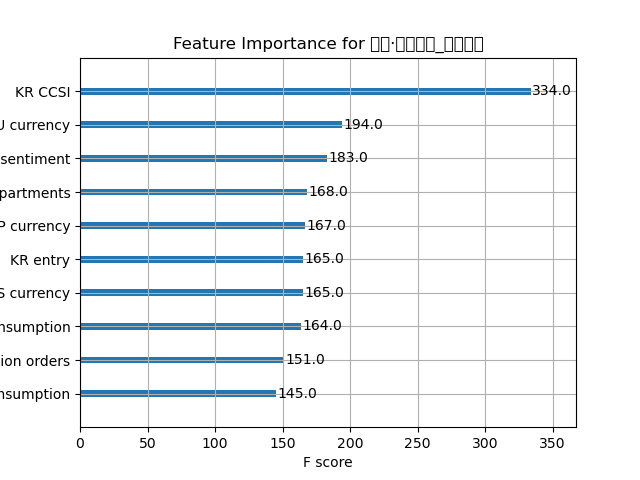 Feature Importance for
KR CCSI
334.0
U currency
194.0
sentiment
183.0
partments
168.0
P currency
167.0
KR entry
165.0
S currency
165.0
nsumption
164.0
ion orders
151.0
nsumption
145.0
0 50 100 150 200 250 300 350
F score